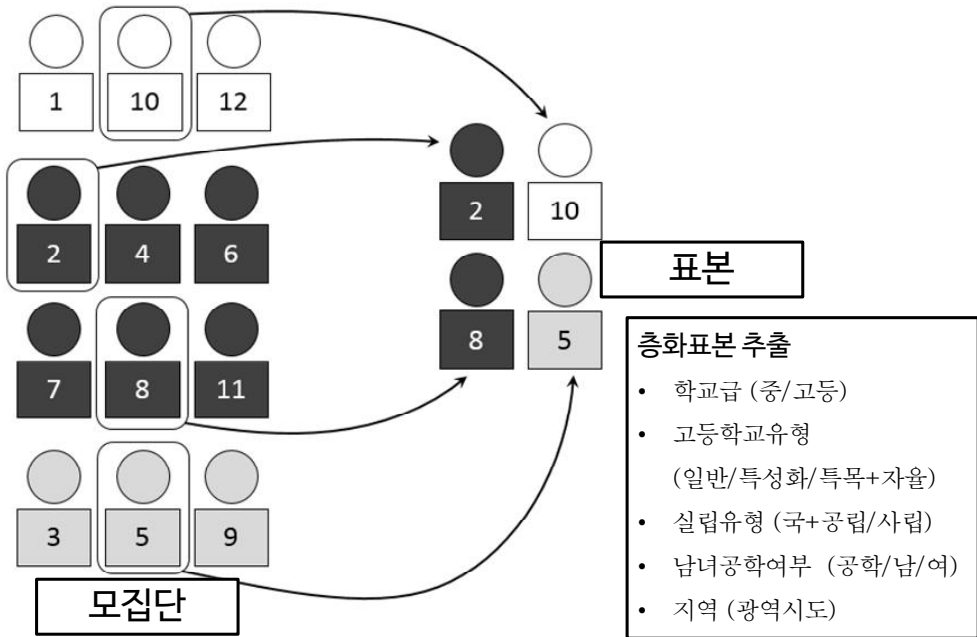 1 10 12
2 10
2 4 6
표본
8 5
7 8 11
3 5 9
모집단
층화표본 추출
• 학교급 (중/고등)
• 고등학교유형
(일반/특성화/특목+자율)
• 실립유형 (국+공립/사립)
• 남녀공학여부 (공학/남/여)
• 지역 (광역시도)